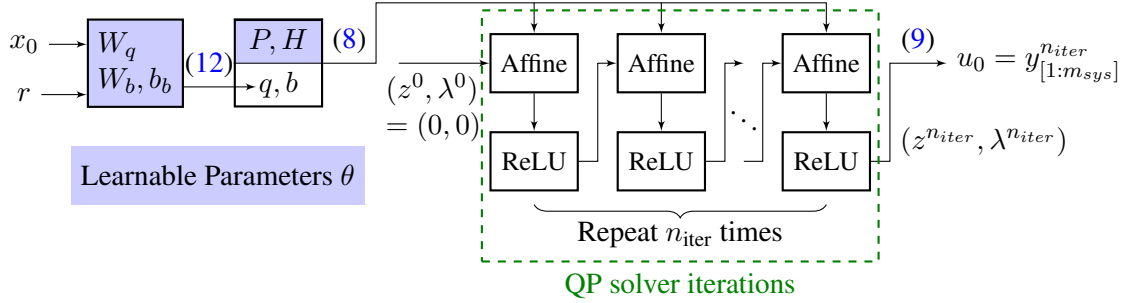 x_0
r
W_q
W_b, b_b
(12)
P, H
q, b
(8)
(z^0, λ^0)
= (0, 0)
Affine
Affine
Affine
ReLU
ReLU
ReLU
Repeat n_iter times
QP solver iterations
(9)
u_0 = y^{n_{iter}}_{[1:m_{sys}]}
(z^{n_{iter}}, λ^{n_{iter}})
Learnable Parameters θ